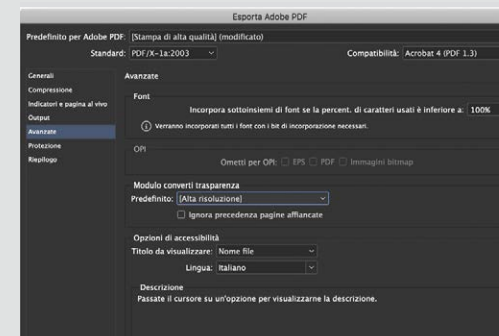 Esporta Adobe PDF
Predefinito per Adobe PDF: [Stampa di alta qualità] (modificato)
Standard: PDF/X-1a:2003 Compatibilità: Acrobat 4 (PDF 1.3)
Generali
Compressione
Indicatori e pagina al vivo
Output
Avanzate
Protezione
Riepilogo
Avanzate
Font
Incorpora sottoinsiemi di font se la percent. di caratteri usati è inferiore a: 100%
Verranno incorporati tutti i font con i bit di incorporazione necessari.
OPI
Ometti per OPI: EPS PDF Immagini bitmap
Modulo converti trasparenza
Predefinito: [Alta risoluzione]
Ignora precedenza pagine affiancate
Opzioni di accessibilità
Titolo da visualizzare: Nome file
Lingua: Italiano
Descrizione
Passate il cursore su un'opzione per visualizzarne la descrizione.